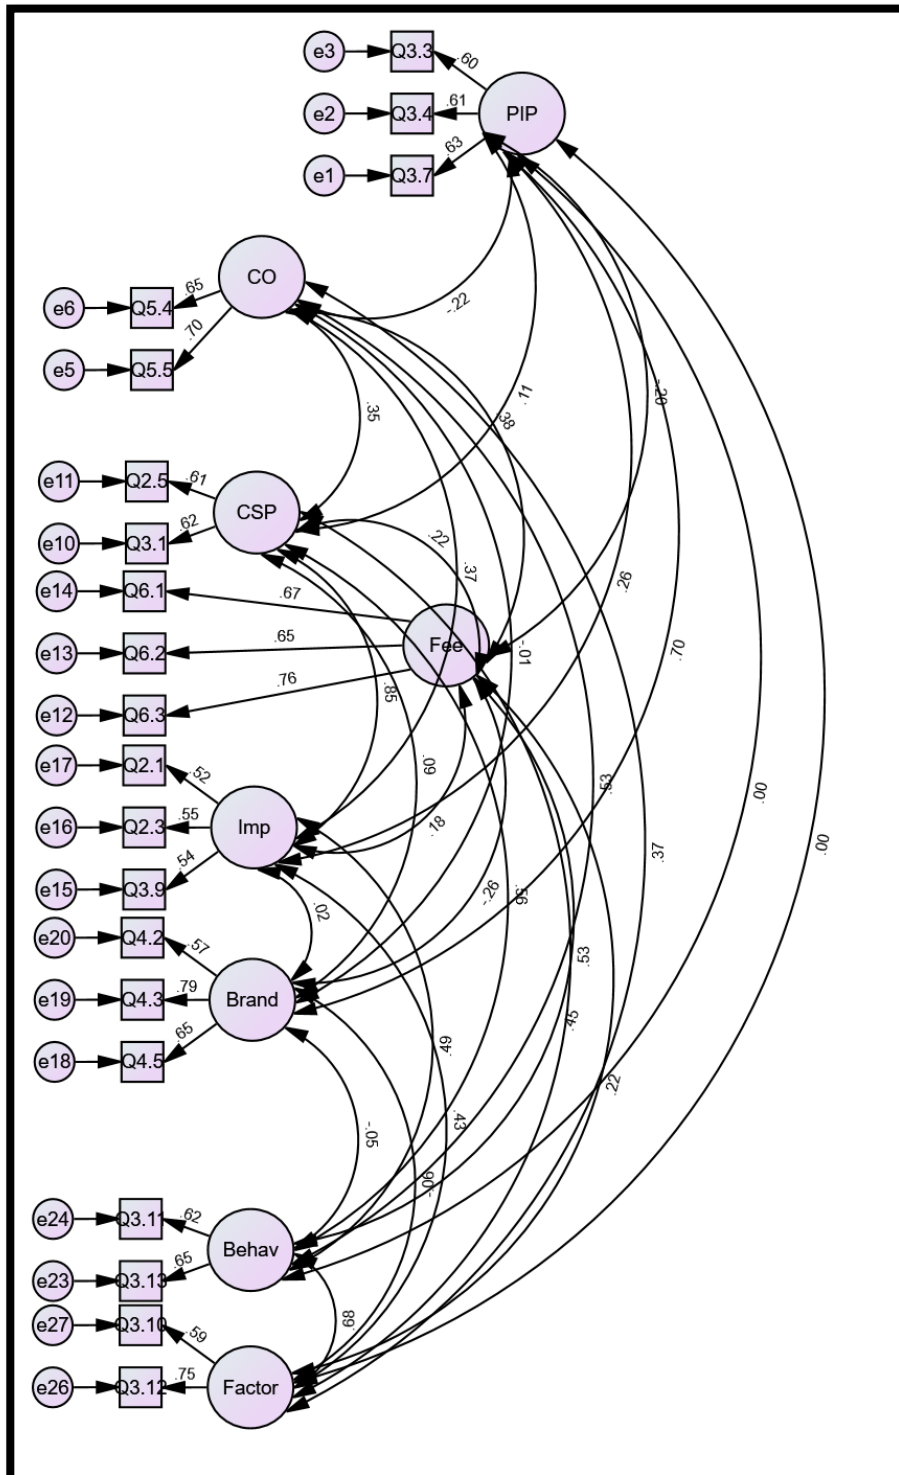 e3 Q3.3 .60
e2 Q3.4 .61 PIP
e1 Q3.7 .63
CO
e6 Q5.4 .65
-.22
e5 Q5.5 .70
.35
.11
.38
-.20
e11 Q2.5 .61
CSP
e10 Q3.1 .62
.22
.37
.26
e14 Q6.1 .67
e13 Q6.2 .65 Fee
-.01
.70
e12 Q6.3 .76
.85
e17 Q2.1 .52
.09
.53
.00
e16 Q2.3 .55 Imp
.18
.37
.00
e15 Q3.9 .54
-.26
.56
.02
e20 Q4.2 .57
.53
e19 Q4.3 .79 Brand
.45
e18 Q4.5 .65
.49
.22
.43
-.05
e24 Q3.11 .62
Behav
e23 Q3.13 .65
e27 Q3.10 .59
.68
e26 Q3.12 .75 Factor